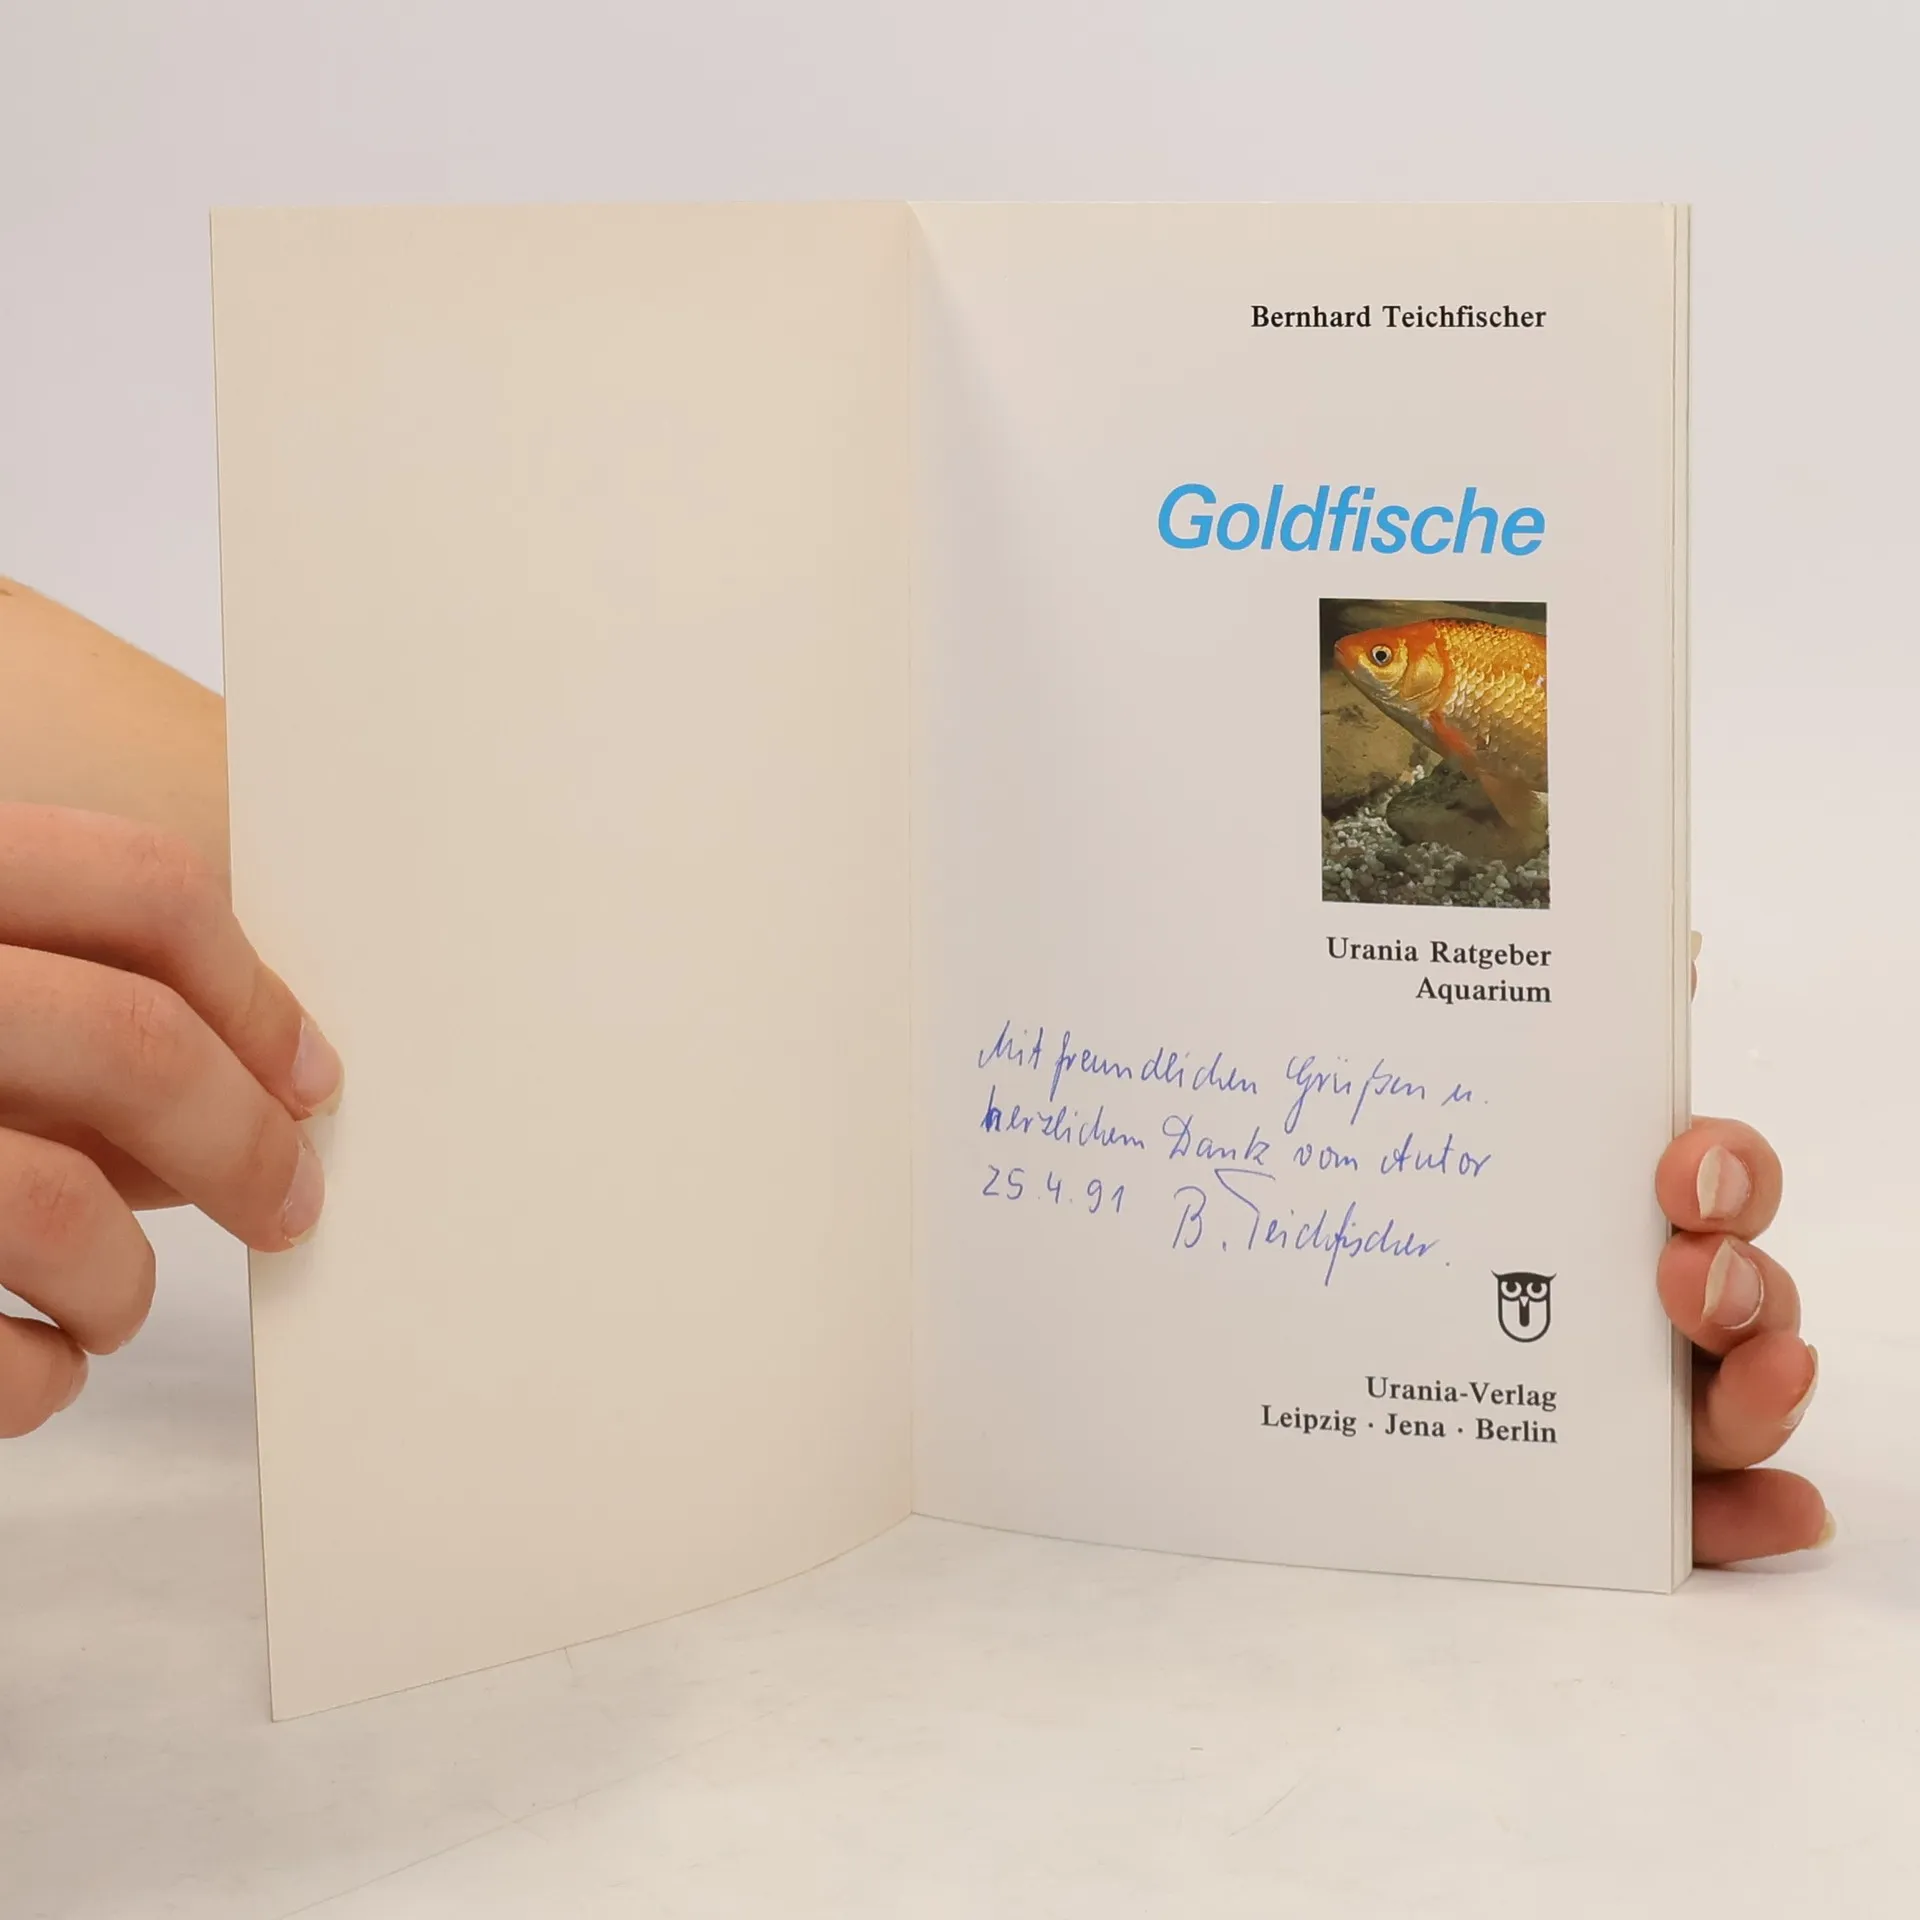 Bernhard Teichfischer
Goldfische
Urania Ratgeber
Aquarium
Mit freundlichen Grüßen u.
herzlichem Dank vom Autor
25.4.91 B. Teichfischer.
Urania-Verlag
Leipzig · Jena · Berlin